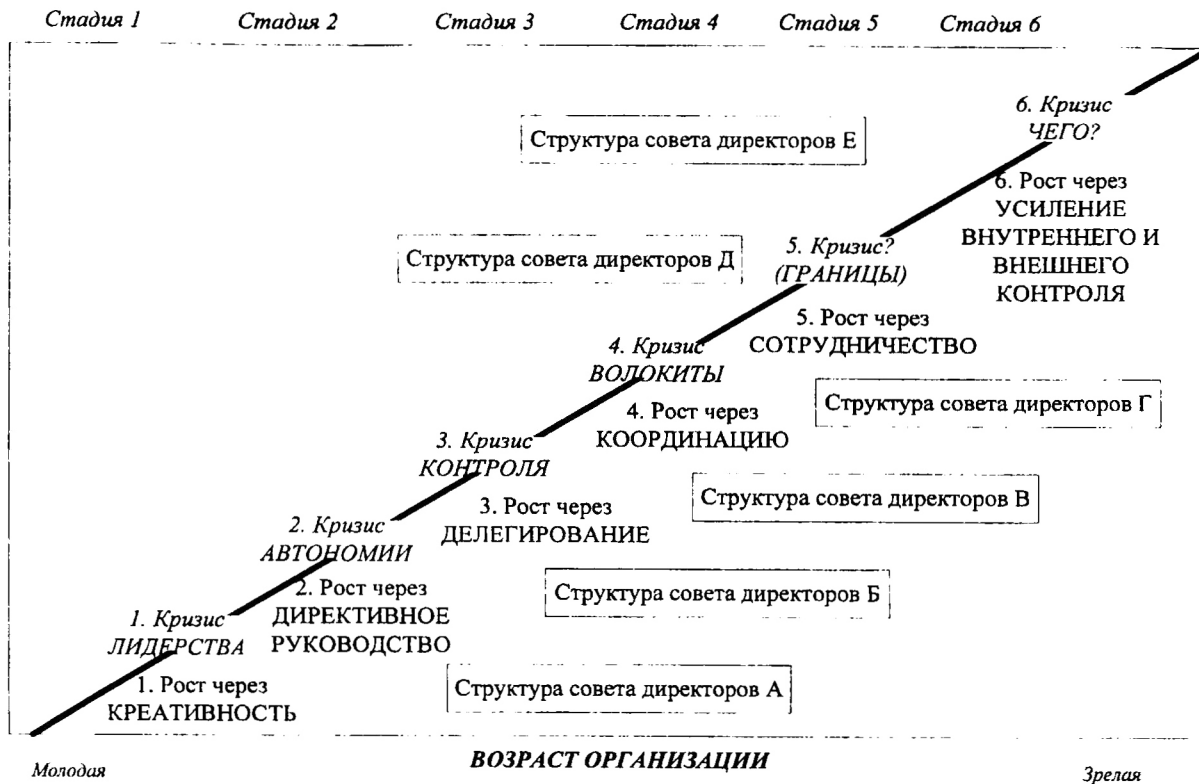 Стадия 1 Стадия 2 Стадия 3 Стадия 4 Стадия 5 Стадия 6
6. Кризис
ЧЕГО?
Структура совета директоров Е
6. Рост через
УСИЛЕНИЕ
ВНУТРЕННЕГО И
ВНЕШНЕГО
КОНТРОЛЯ
Структура совета директоров Д
5. Кризис?
(ГРАНИЦЫ)
5. Рост через
СОТРУДНИЧЕСТВО
4. Кризис
ВОЛОКИТЫ
Структура совета директоров Г
4. Рост через
КООРДИНАЦИЮ
3. Кризис
КОНТРОЛЯ
Структура совета директоров В
3. Рост через
ДЕЛЕГИРОВАНИЕ
2. Кризис
АВТОНОМИИ
2. Рост через
ДИРЕКТИВНОЕ
РУКОВОДСТВО
Структура совета директоров Б
1. Кризис
ЛИДЕРСТВА
1. Рост через
КРЕАТИВНОСТЬ
Структура совета директоров А
Молодая ВОЗРАСТ ОРГАНИЗАЦИИ Зрелая